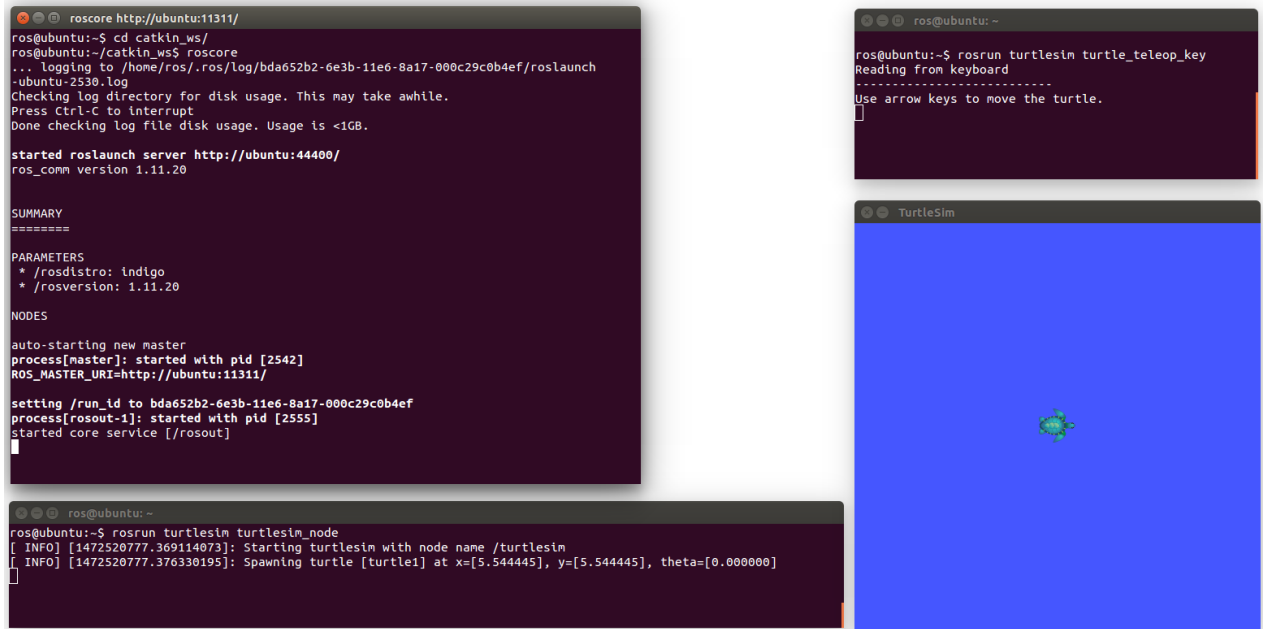 roscore http://ubuntu:11311/
ros@ubuntu:~$ cd catkin_ws/
ros@ubuntu:~/catkin_ws$ roscore
... logging to /home/ros/.ros/log/bda652b2-6e3b-11e6-8a17-000c29c0b4ef/roslaunch
-ubuntu-2530.log
Checking log directory for disk usage. This may take awhile.
Press Ctrl-C to interrupt
Done checking log file disk usage. Usage is <1GB.
started roslaunch server http://ubuntu:44400/
ros_comm version 1.11.20
SUMMARY
========
PARAMETERS
* /rosdistro: indigo
* /rosversion: 1.11.20
NODES
auto-starting new master
process[master]: started with pid [2542]
ROS_MASTER_URI=http://ubuntu:11311/
setting /run_id to bda652b2-6e3b-11e6-8a17-000c29c0b4ef
process[rosout-1]: started with pid [2555]
started core service [/rosout]
ros@ubuntu: ~
ros@ubuntu:~$ rosrun turtlesim turtle_teleop_key
Reading from keyboard
---------------------------
Use arrow keys to move the turtle.
TurtleSim
ros@ubuntu: ~
ros@ubuntu:~$ rosrun turtlesim turtlesim_node
[ INFO] [1472520777.369114073]: Starting turtlesim with node name /turtlesim
[ INFO] [1472520777.376330195]: Spawning turtle [turtle1] at x=[5.544445], y=[5.544445], theta=[0.000000]